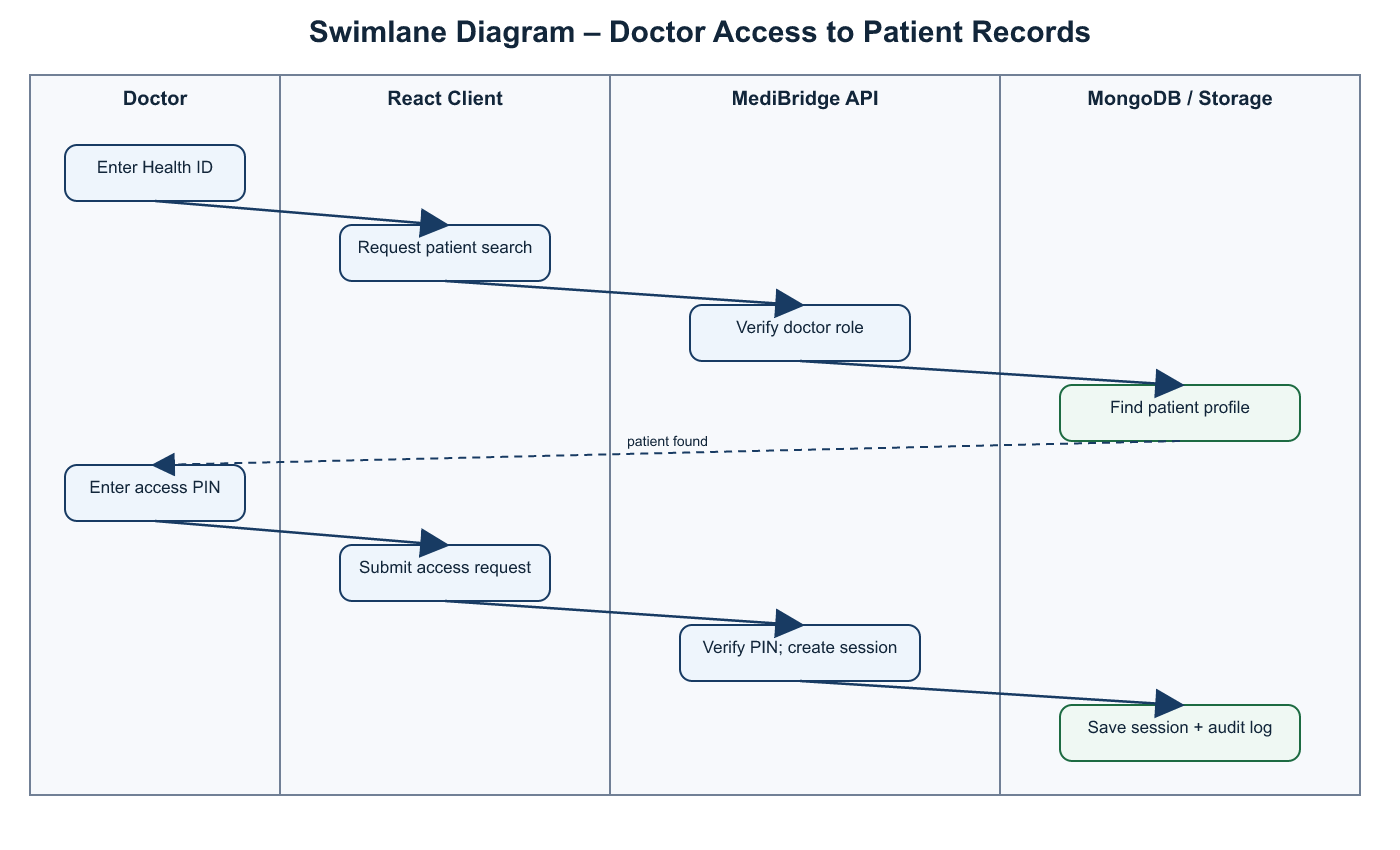 Swimlane Diagram – Doctor Access to Patient Records
Doctor
React Client
MediBridge API
MongoDB / Storage
Enter Health ID
Request patient search
Verify doctor role
Find patient profile
patient found
Enter access PIN
Submit access request
Verify PIN; create session
Save session + audit log